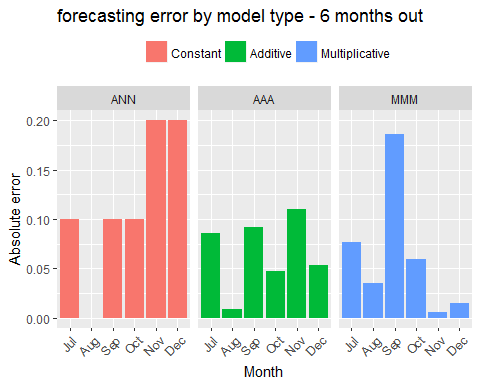 forecasting error by model type - 6 months out
Constant Additive Multiplicative
ANN AAA MMM
0.20
0.15
0.10
0.05
0.00
Absolute error
Jul Aug Sep Oct Nov Dec Jul Aug Sep Oct Nov Dec Jul Aug Sep Oct Nov Dec
Month